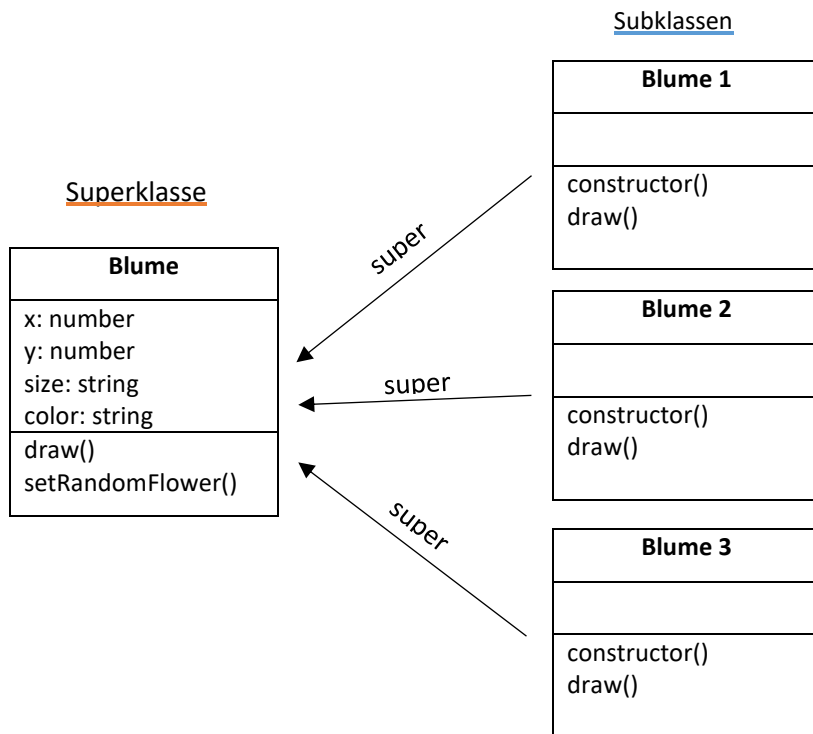 Subklassen
Blume 1
constructor()
draw()
Superklasse
super
Blume
x: number
y: number
size: string
color: string
draw()
setRandomFlower()
Blume 2
super
constructor()
draw()
super
Blume 3
constructor()
draw()